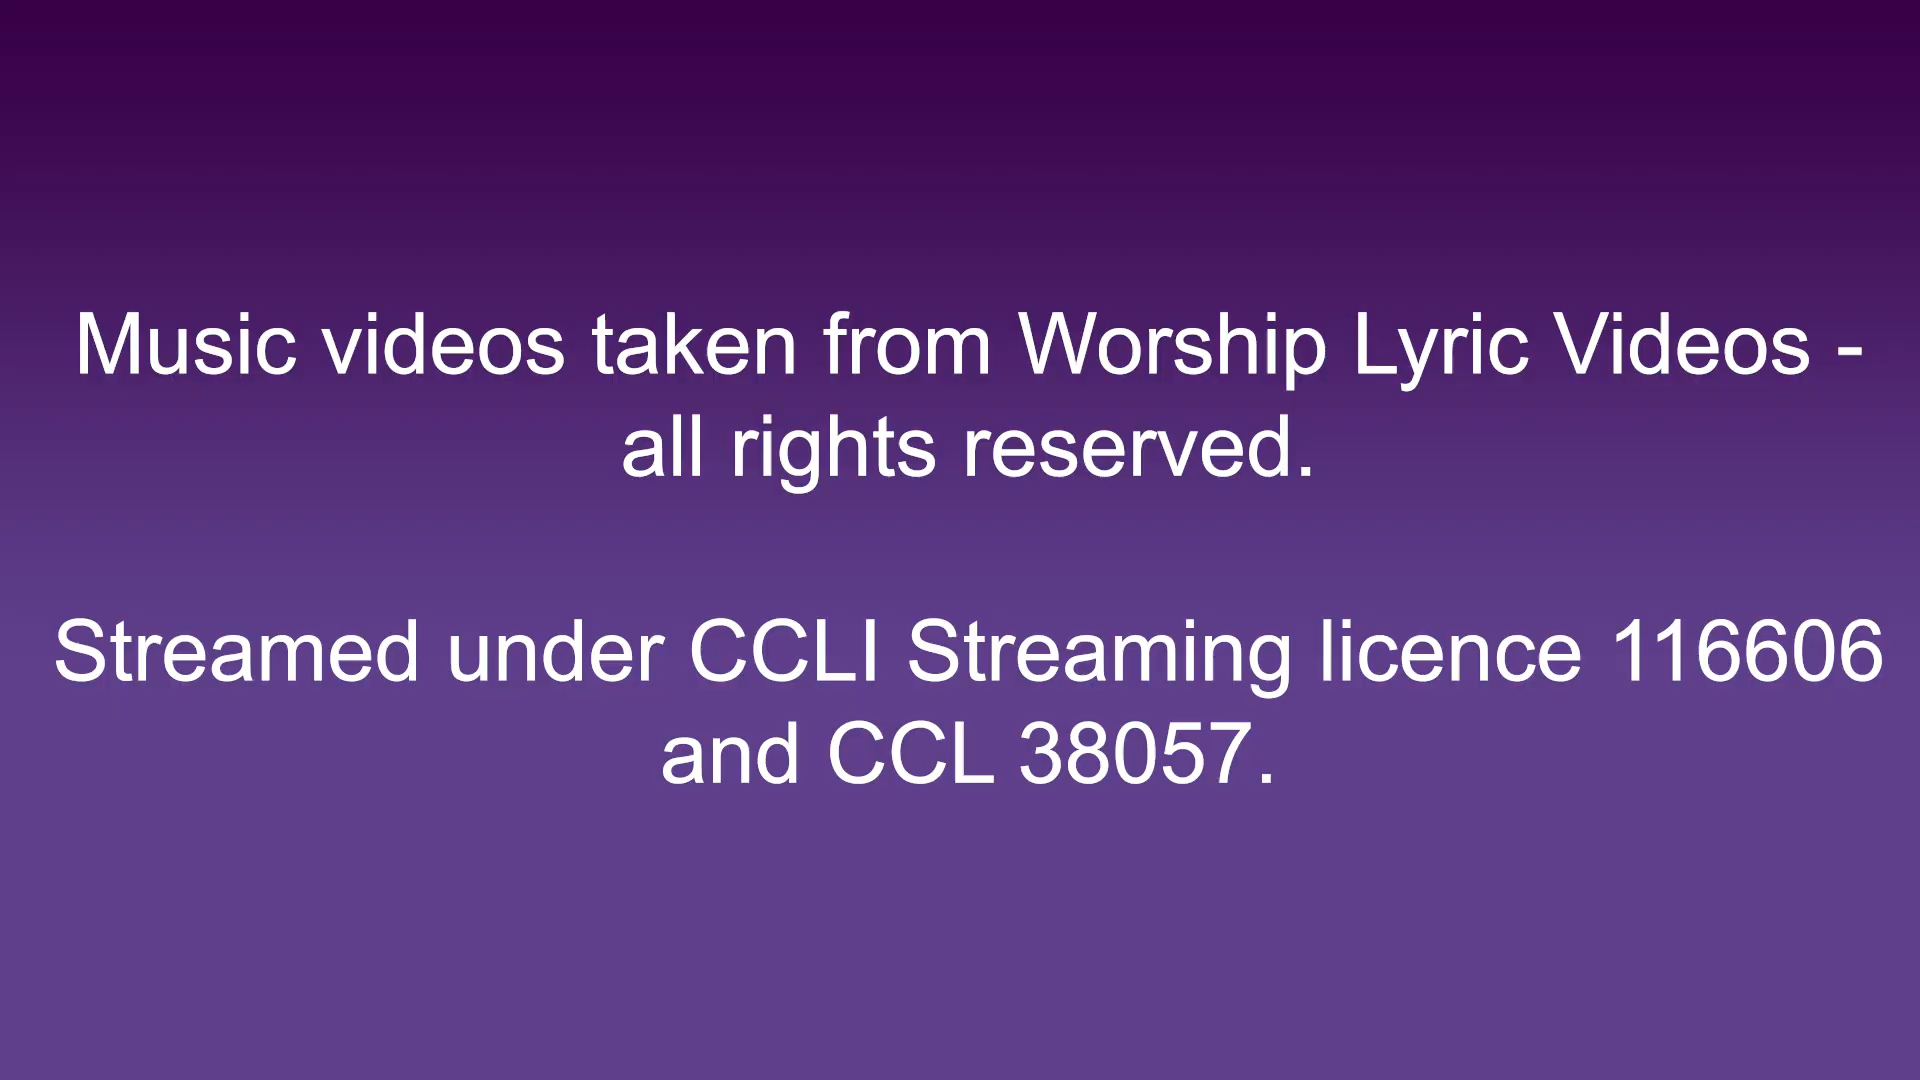 Music videos taken from Worship Lyric Videos -
all rights reserved.
Streamed under CCLI Streaming licence 116606
and CCL 38057.